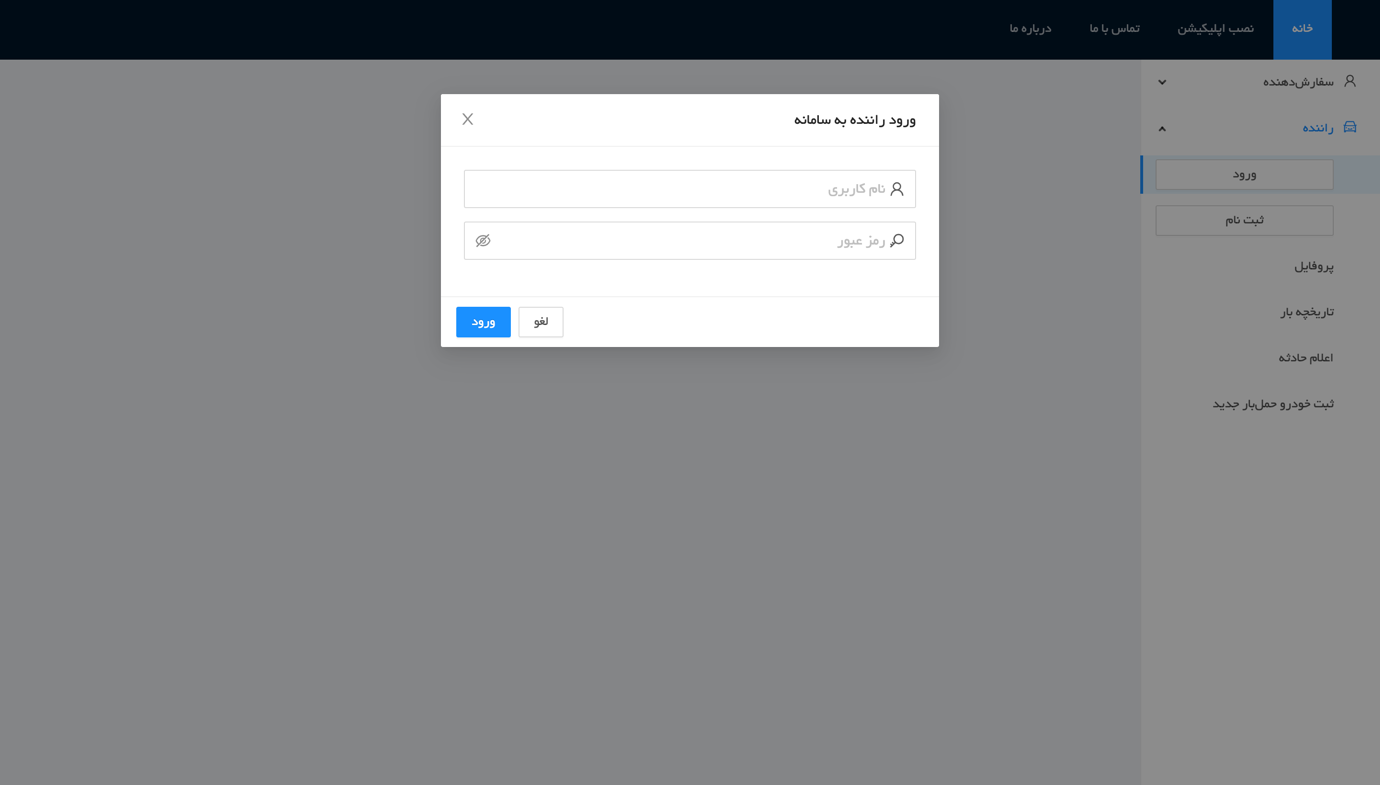 خانه
نصب اپلیکیشن
تماس با ما
درباره ما
سفارش‌دهنده
راننده
ورود
ثبت نام
پروفایل
تاریخچه بار
اعلام حادثه
ثبت خودرو حمل‌بار جدید
ورود راننده به سامانه
نام کاربری
رمز عبور
لغو
ورود